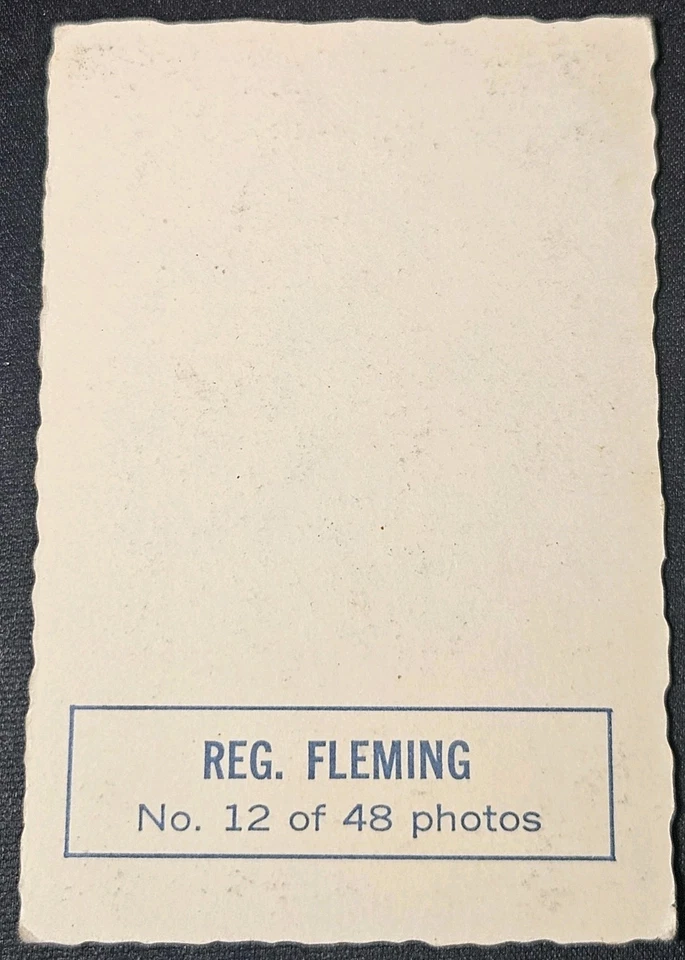 REG. FLEMING
No. 12 of 48 photos